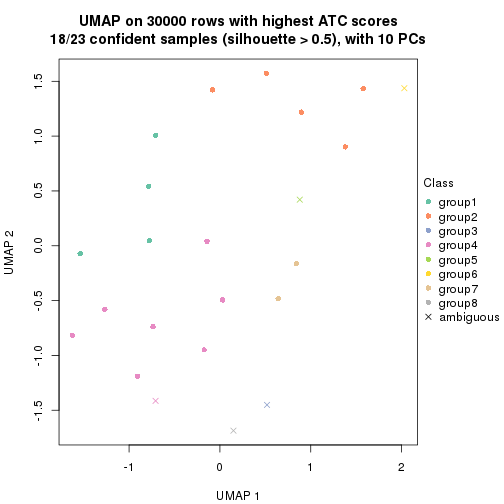 UMAP on 30000 rows with highest ATC scores
18/23 confident samples (silhouette > 0.5), with 10 PCs
1.5
1.0
0.5
0.0
-0.5
-1.0
-1.5
UMAP 2
-1
0
1
2
UMAP 1
Class
group1
group2
group3
group4
group5
group6
group7
group8
ambiguous